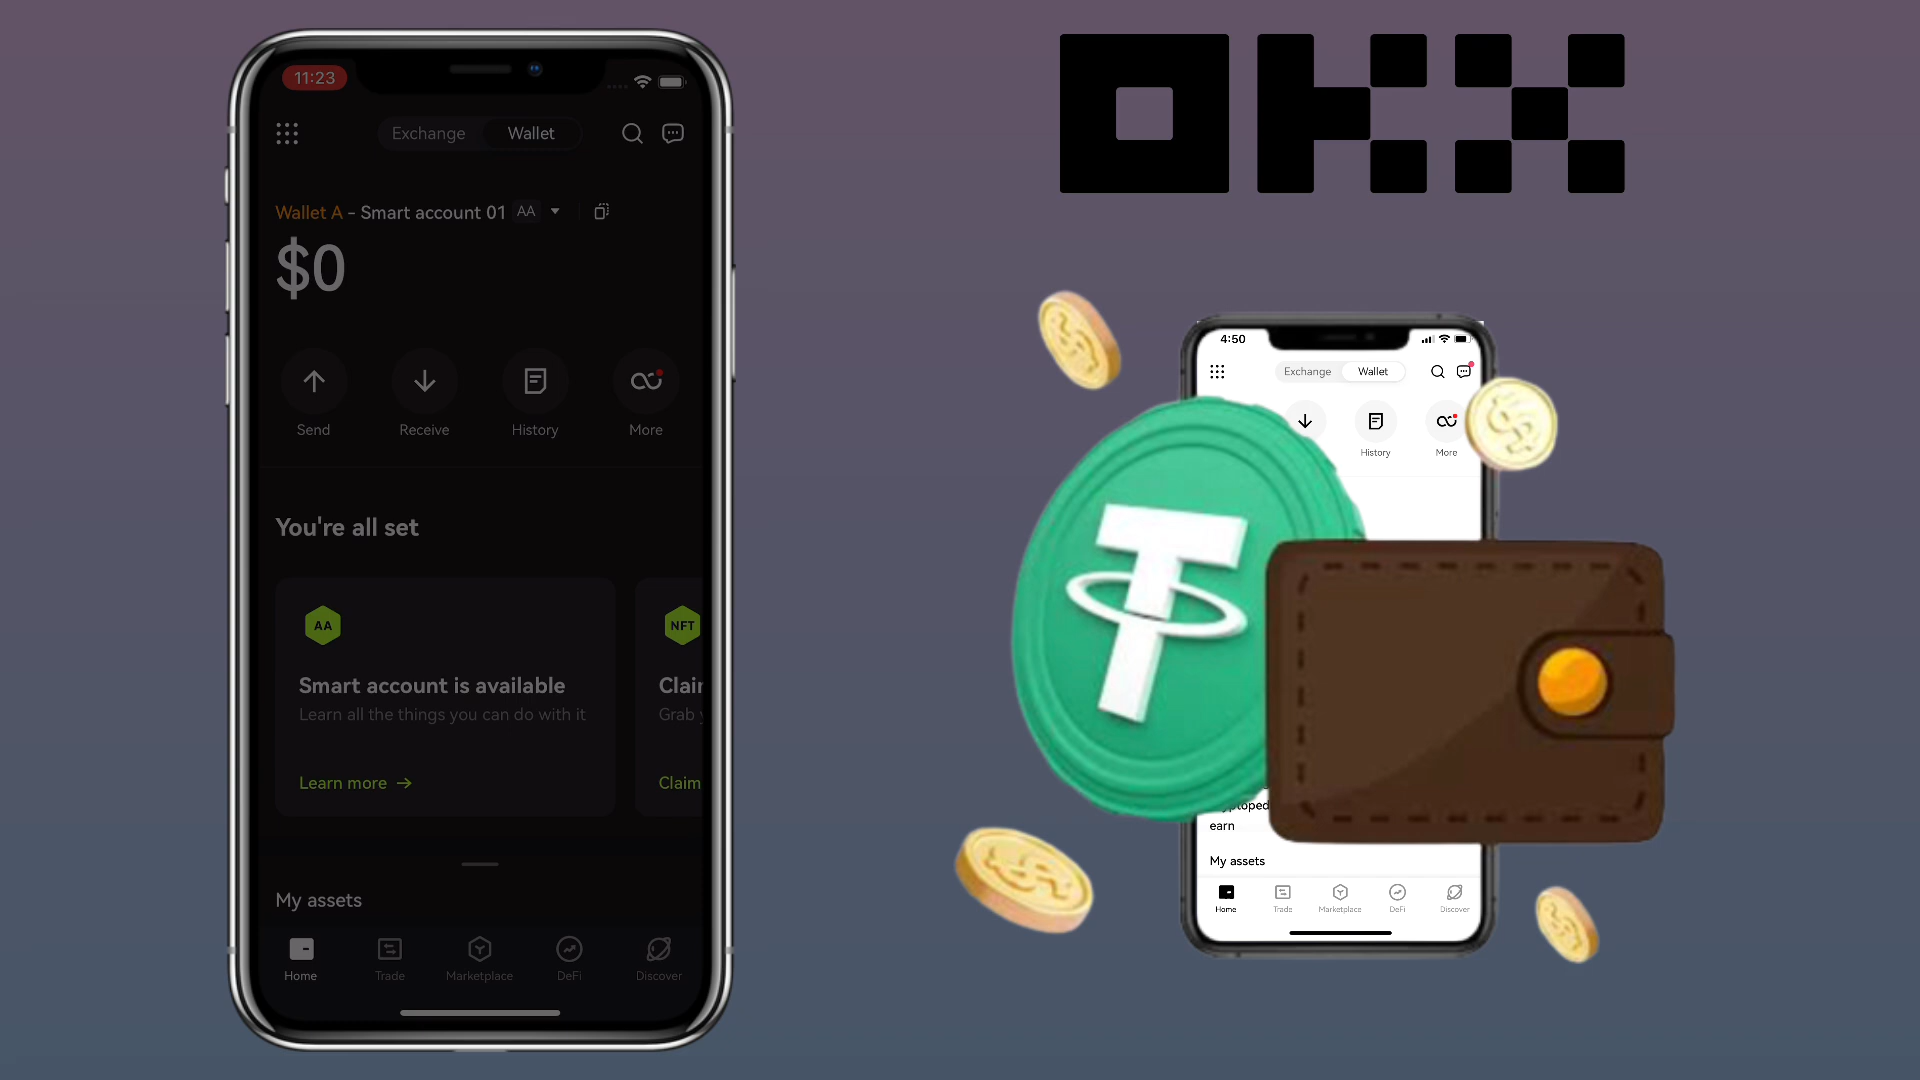 11:23
Exchange
Wallet
Wallet A - Smart account 01 AA
$0
Send
Receive
History
More
You're all set
AA
Smart account is available
Learn all the things you can do with it
Learn more
NFT
Claim
My assets
Home
Trade
Marketplace
DeFi
Discover
OKX
4:50
Exchange
Wallet
History
More
earn
My assets
Home
Trade
Marketplace
DeFi
Discover